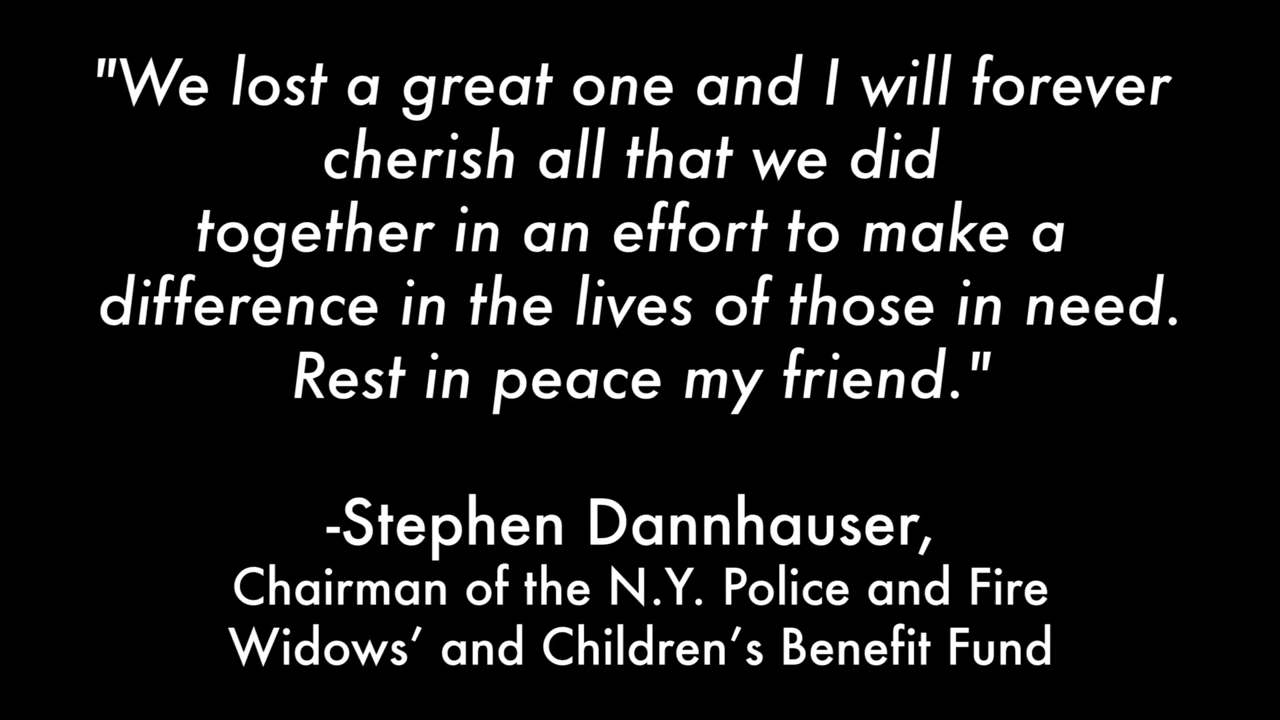 "We lost a great one and I will forever
cherish all that we did
together in an effort to make a
difference in the lives of those in need.
Rest in peace my friend."
-Stephen Dannhauser,
Chairman of the N.Y. Police and Fire
Widows’ and Children’s Benefit Fund